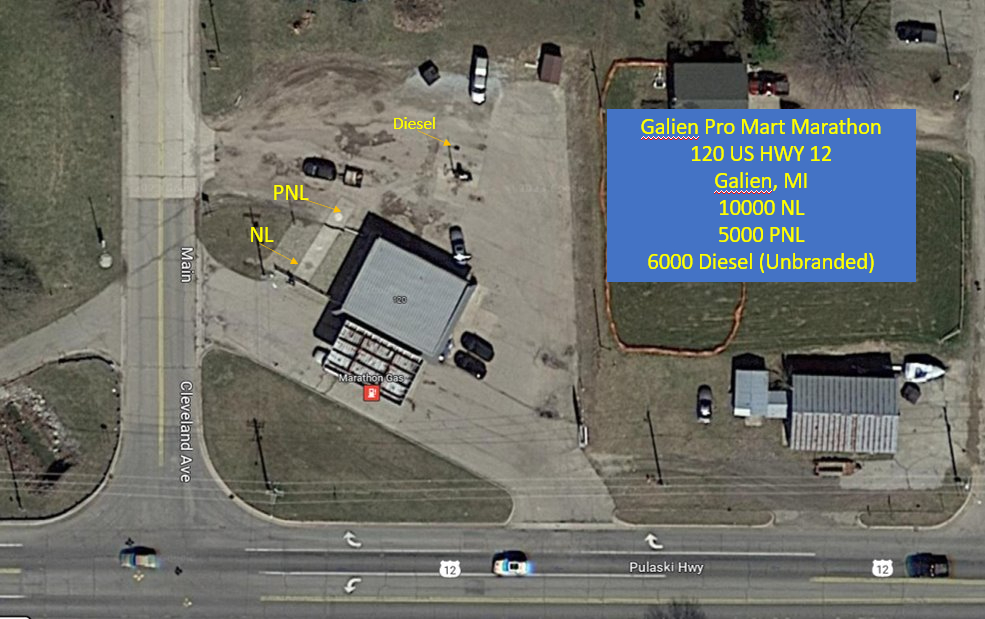 Diesel
Galien Pro Mart Marathon
120 US HWY 12
Galien, MI
10000 NL
5000 PNL
6000 Diesel (Unbranded)
PNL
NL
Main
120
Marathon Gas
Cleveland Ave
12
Pulaski Hwy
12